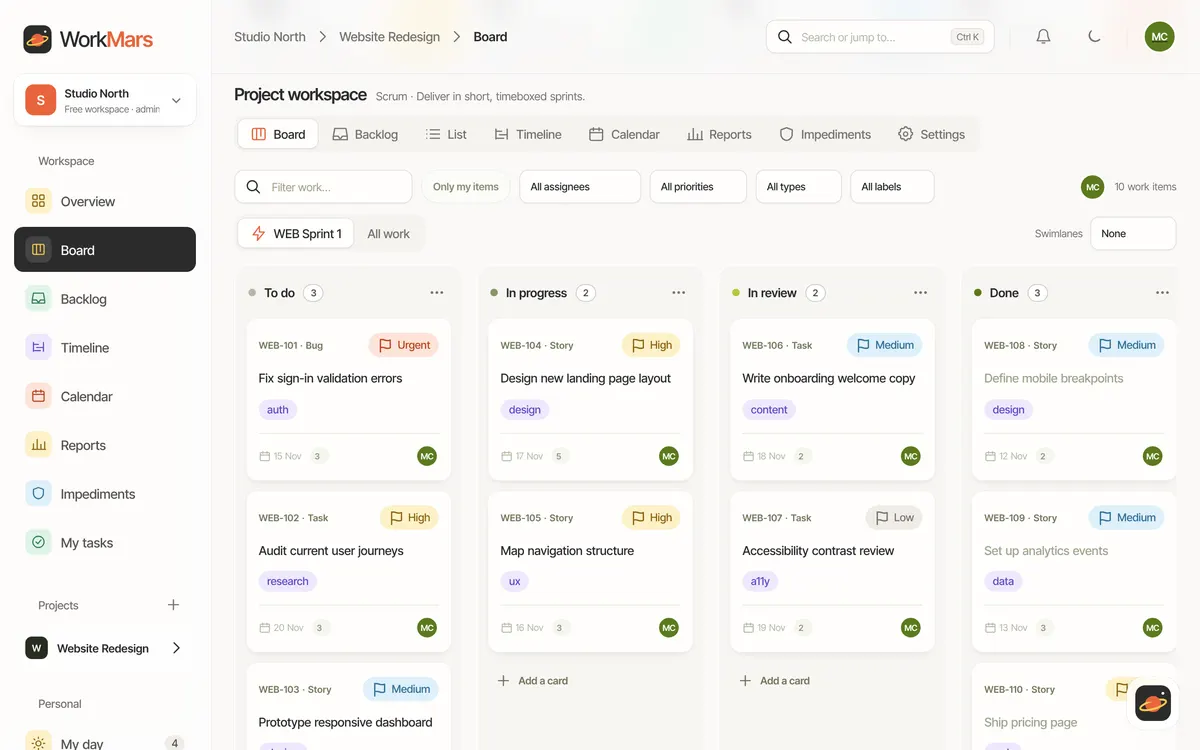 WorkMars
Studio North
Website Redesign
Board
Search or jump to...
Ctrl K
MC
S
Studio North
Free workspace · admin
Project workspace
Scrum · Deliver in short, timeboxed sprints.
Board
Backlog
List
Timeline
Calendar
Reports
Impediments
Settings
Filter work...
Only my items
All assignees
All priorities
All types
All labels
MC
10 work items
WEB Sprint 1
All work
Swimlanes
None
Workspace
Overview
Board
Backlog
Timeline
Calendar
Reports
Impediments
My tasks
Projects
W
Website Redesign
Personal
My day
4
To do
3
WEB-101 · Bug
Urgent
Fix sign-in validation errors
auth
15 Nov
3
MC
WEB-102 · Task
High
Audit current user journeys
research
20 Nov
3
MC
WEB-103 · Story
Medium
Prototype responsive dashboard
In progress
2
WEB-104 · Story
High
Design new landing page layout
design
17 Nov
5
MC
WEB-105 · Story
High
Map navigation structure
ux
16 Nov
3
MC
Add a card
In review
2
WEB-106 · Task
Medium
Write onboarding welcome copy
content
18 Nov
2
MC
WEB-107 · Task
Low
Accessibility contrast review
a11y
19 Nov
2
MC
Add a card
Done
3
WEB-108 · Story
Medium
Define mobile breakpoints
design
12 Nov
2
MC
WEB-109 · Story
Medium
Set up analytics events
data
13 Nov
3
MC
WEB-110 · Story
Ship pricing page